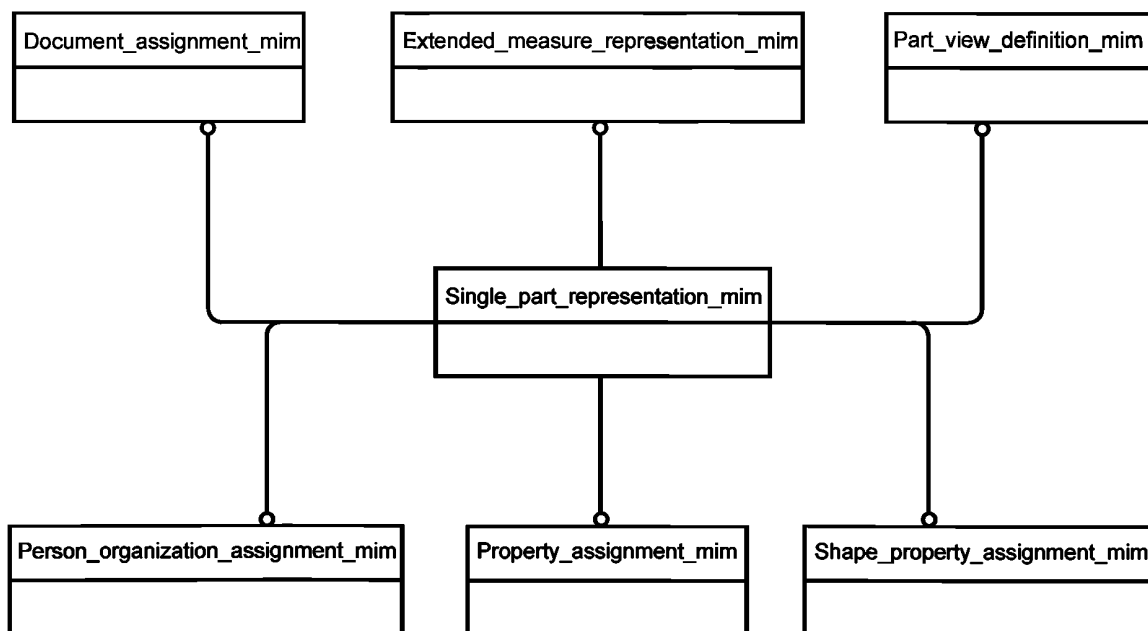 Document_assignment_mim
Extended_measure_representation_mim
Part_view_definition_mim
Single_part_representation_mim
Person_organization_assignment_mim
Property_assignment_mim
Shape_property_assignment_mim